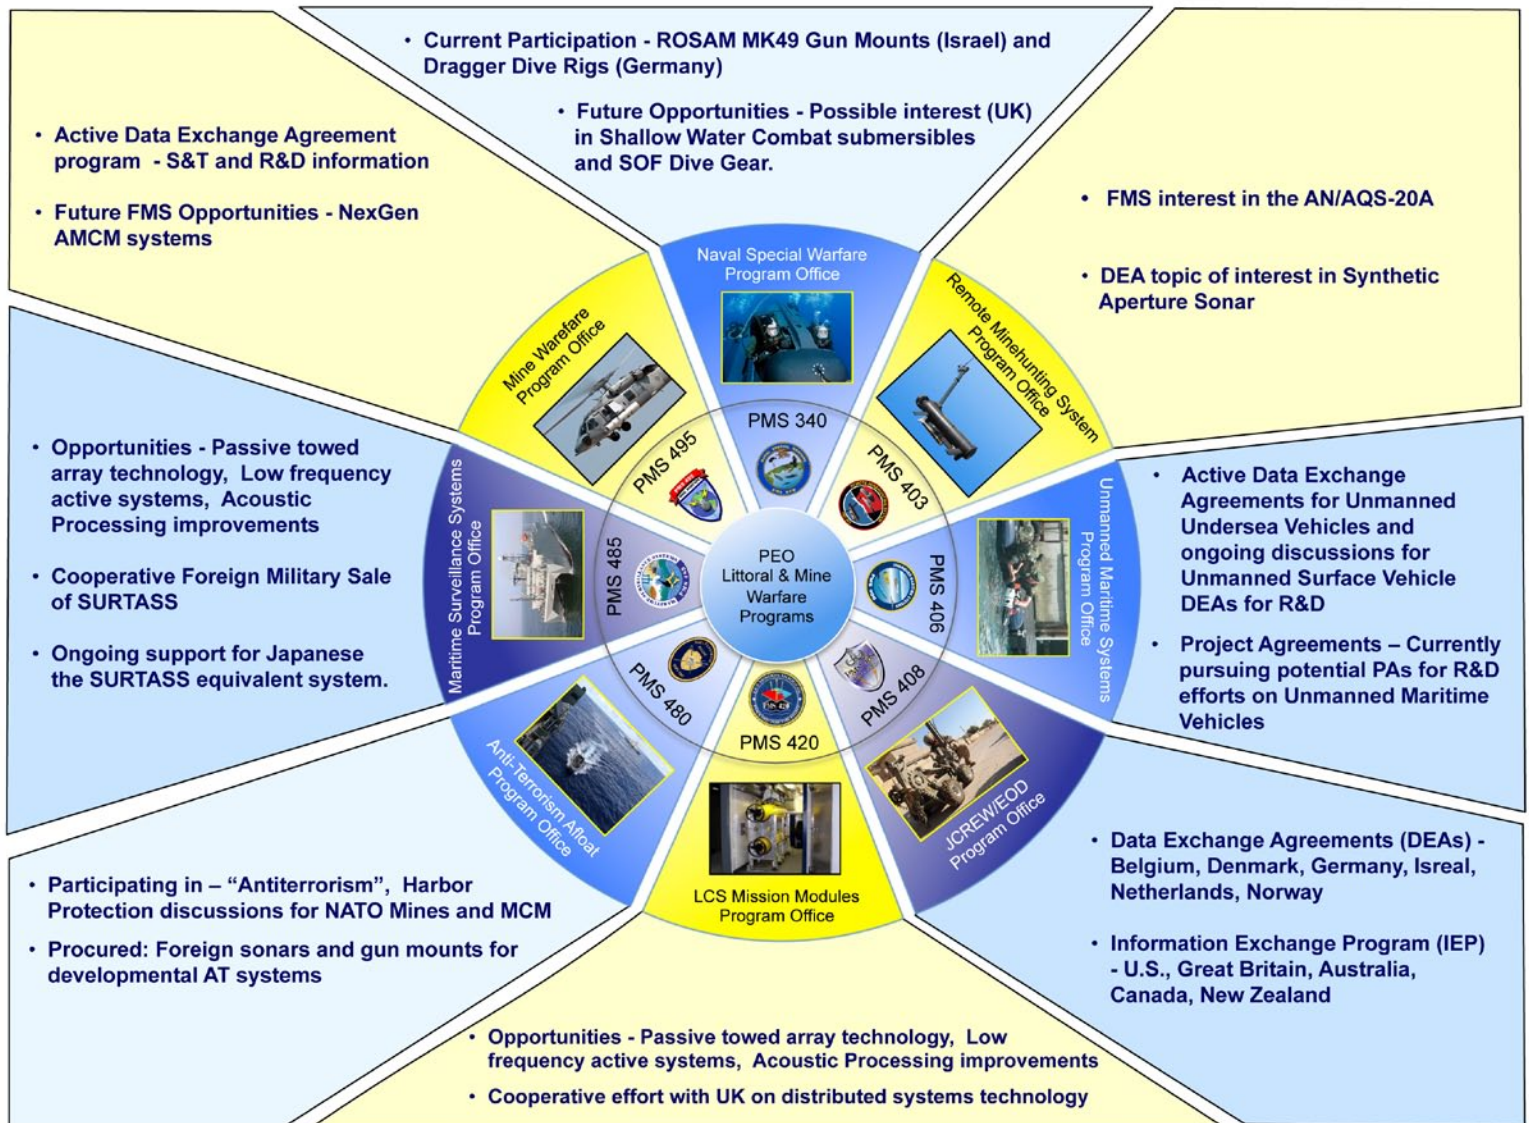 • Current Participation - ROSAM MK49 Gun Mounts (Israel) and
Dragger Dive Rigs (Germany)
• Future Opportunities - Possible interest (UK)
in Shallow Water Combat submersibles
and SOF Dive Gear.
• Active Data Exchange Agreement
program - S&T and R&D information
• Future FMS Opportunities - NexGen
AMCM systems
• FMS interest in the AN/AQS-20A
• DEA topic of interest in Synthetic
Aperture Sonar
• Opportunities - Passive towed
array technology, Low frequency
active systems, Acoustic
Processing improvements
• Cooperative Foreign Military Sale
of SURTASS
• Ongoing support for Japanese
the SURTASS equivalent system.
• Active Data Exchange
Agreements for Unmanned
Undersea Vehicles and
ongoing discussions for
Unmanned Surface Vehicle
DEAs for R&D
• Project Agreements – Currently
pursuing potential PAs for R&D
efforts on Unmanned Maritime
Vehicles
Naval Special Warfare
Program Office
PMS 340
Remote Minehunting System
Program Office
PMS 403
Unmanned Maritime Systems
Program Office
PMS 406
JCREW/EOD
Program Office
PMS 408
LCS Mission Modules
Program Office
PMS 420
Anti-Terrorism Afloat
Program Office
PMS 480
Maritime Surveillance Systems
Program Office
PMS 485
Mine Warefare
Program Office
PMS 495
PEO
Littoral & Mine
Warfare
Programs
• Participating in – “Antiterrorism”, Harbor
Protection discussions for NATO Mines and MCM
• Procured: Foreign sonars and gun mounts for
developmental AT systems
• Data Exchange Agreements (DEAs) -
Belgium, Denmark, Germany, Isreal,
Netherlands, Norway
• Information Exchange Program (IEP)
- U.S., Great Britain, Australia,
Canada, New Zealand
• Opportunities - Passive towed array technology, Low
frequency active systems, Acoustic Processing improvements
• Cooperative effort with UK on distributed systems technology